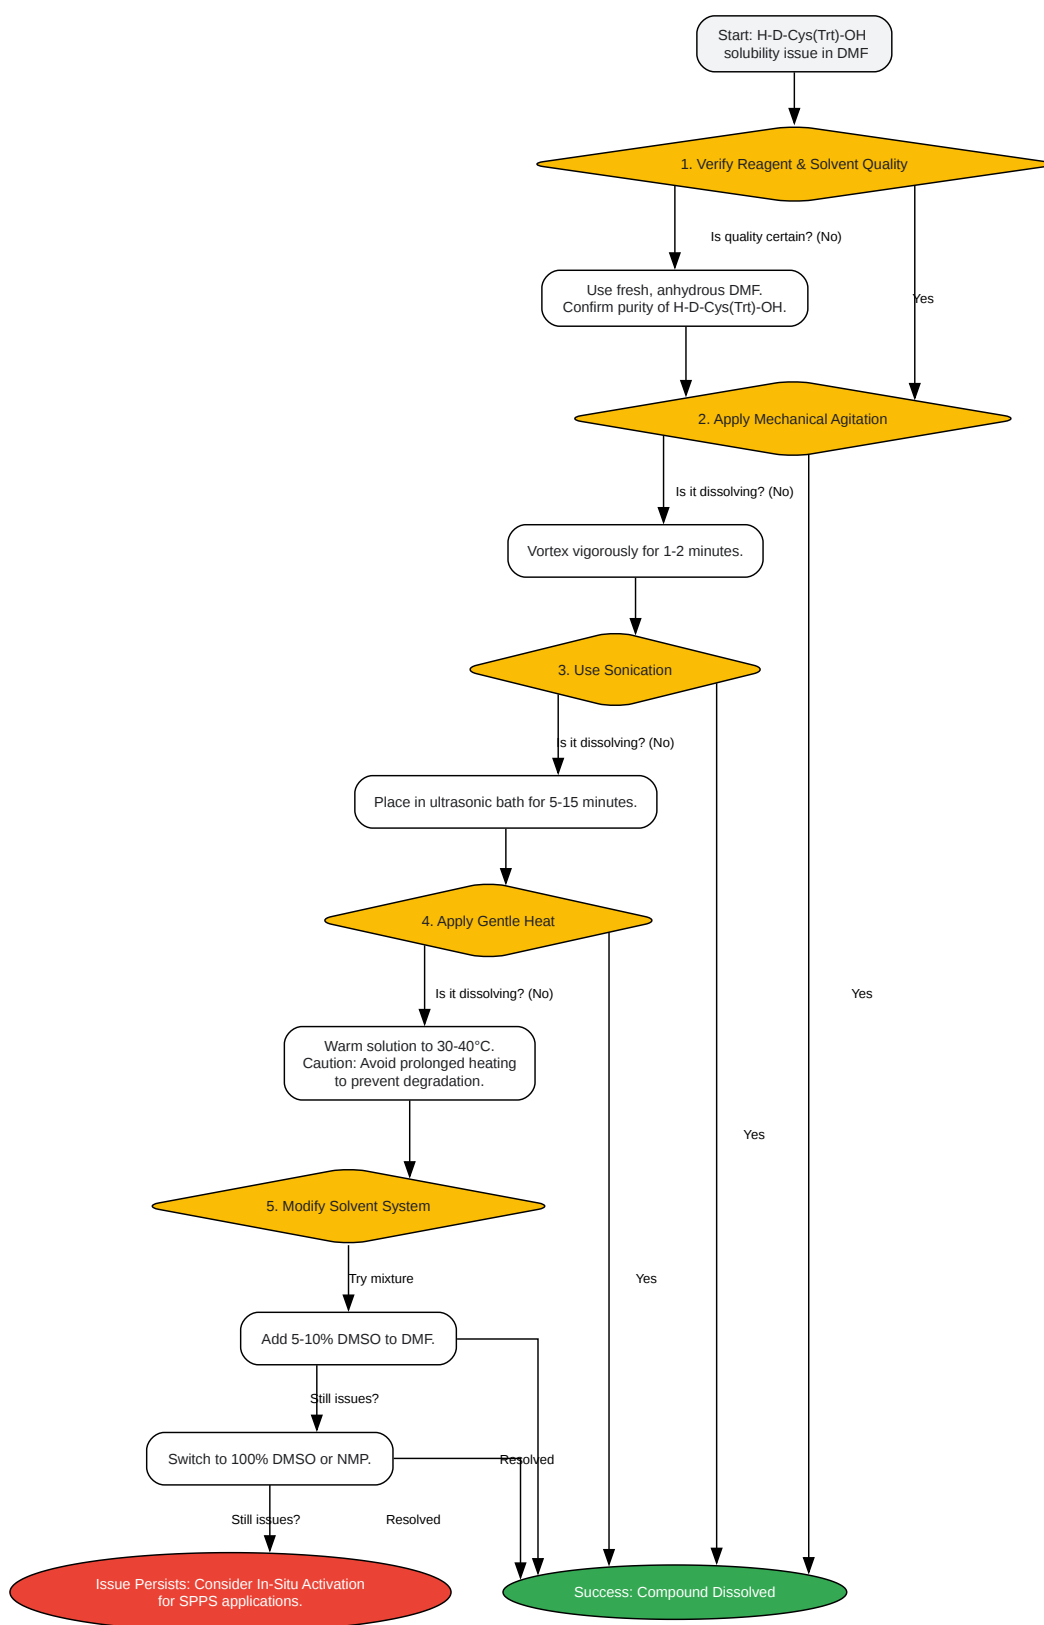 Start: H-D-Cys(Trt)-OH
solubility issue in DMF
1. Verify Reagent & Solvent Quality
Is quality certain? (No)
Use fresh, anhydrous DMF.
Confirm purity of H-D-Cys(Trt)-OH.
Yes
2. Apply Mechanical Agitation
Is it dissolving? (No)
Vortex vigorously for 1-2 minutes.
3. Use Sonication
Is it dissolving? (No)
Place in ultrasonic bath for 5-15 minutes.
4. Apply Gentle Heat
Is it dissolving? (No)
Yes
Warm solution to 30-40°C.
Caution: Avoid prolonged heating
to prevent degradation.
Yes
5. Modify Solvent System
Try mixture
Yes
Add 5-10% DMSO to DMF.
Still issues?
Switch to 100% DMSO or NMP.
Resolved
Still issues?
Resolved
Issue Persists: Consider In-Situ Activation
for SPPS applications.
Success: Compound Dissolved